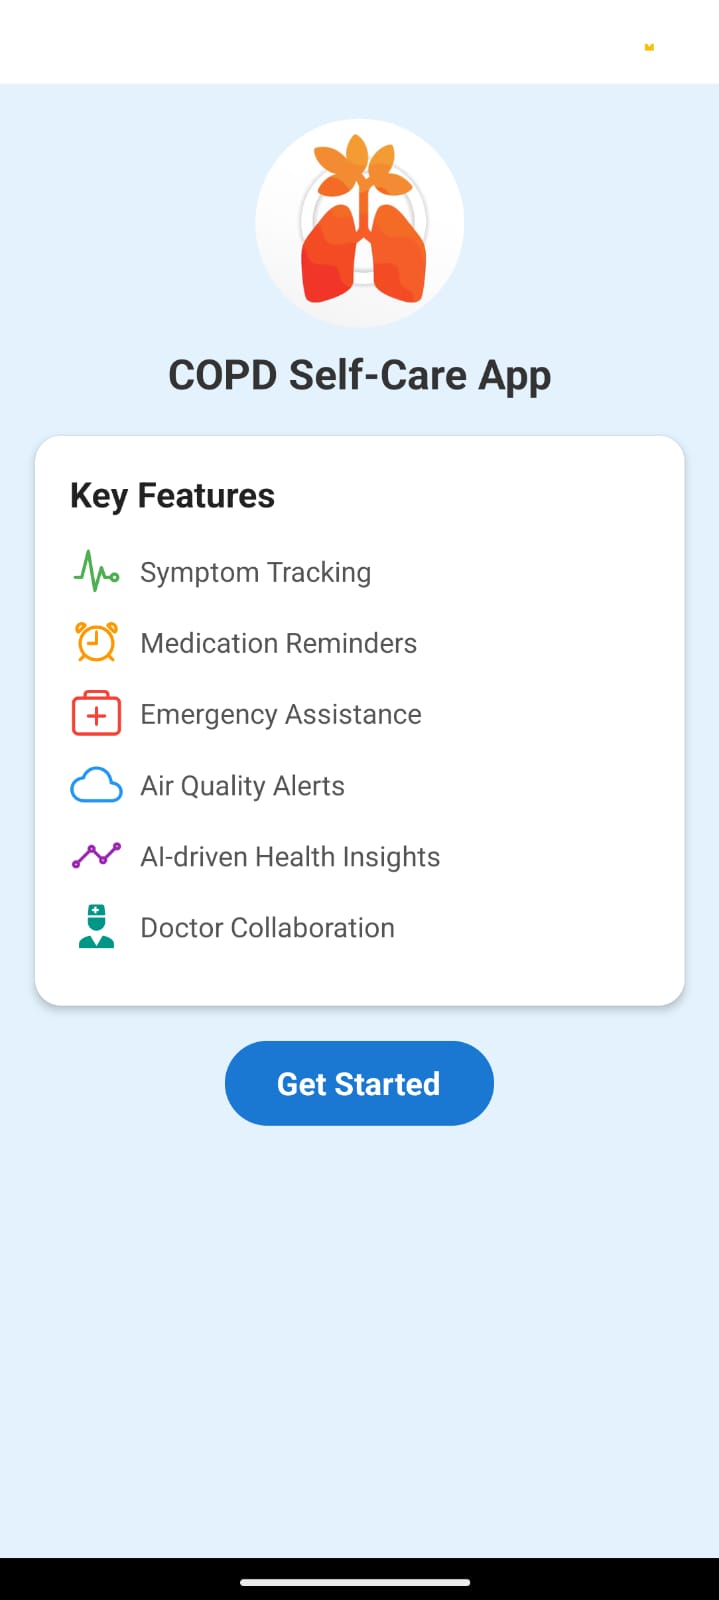 COPD Self-Care App
Key Features
Symptom Tracking
Medication Reminders
Emergency Assistance
Air Quality Alerts
AI-driven Health Insights
Doctor Collaboration
Get Started